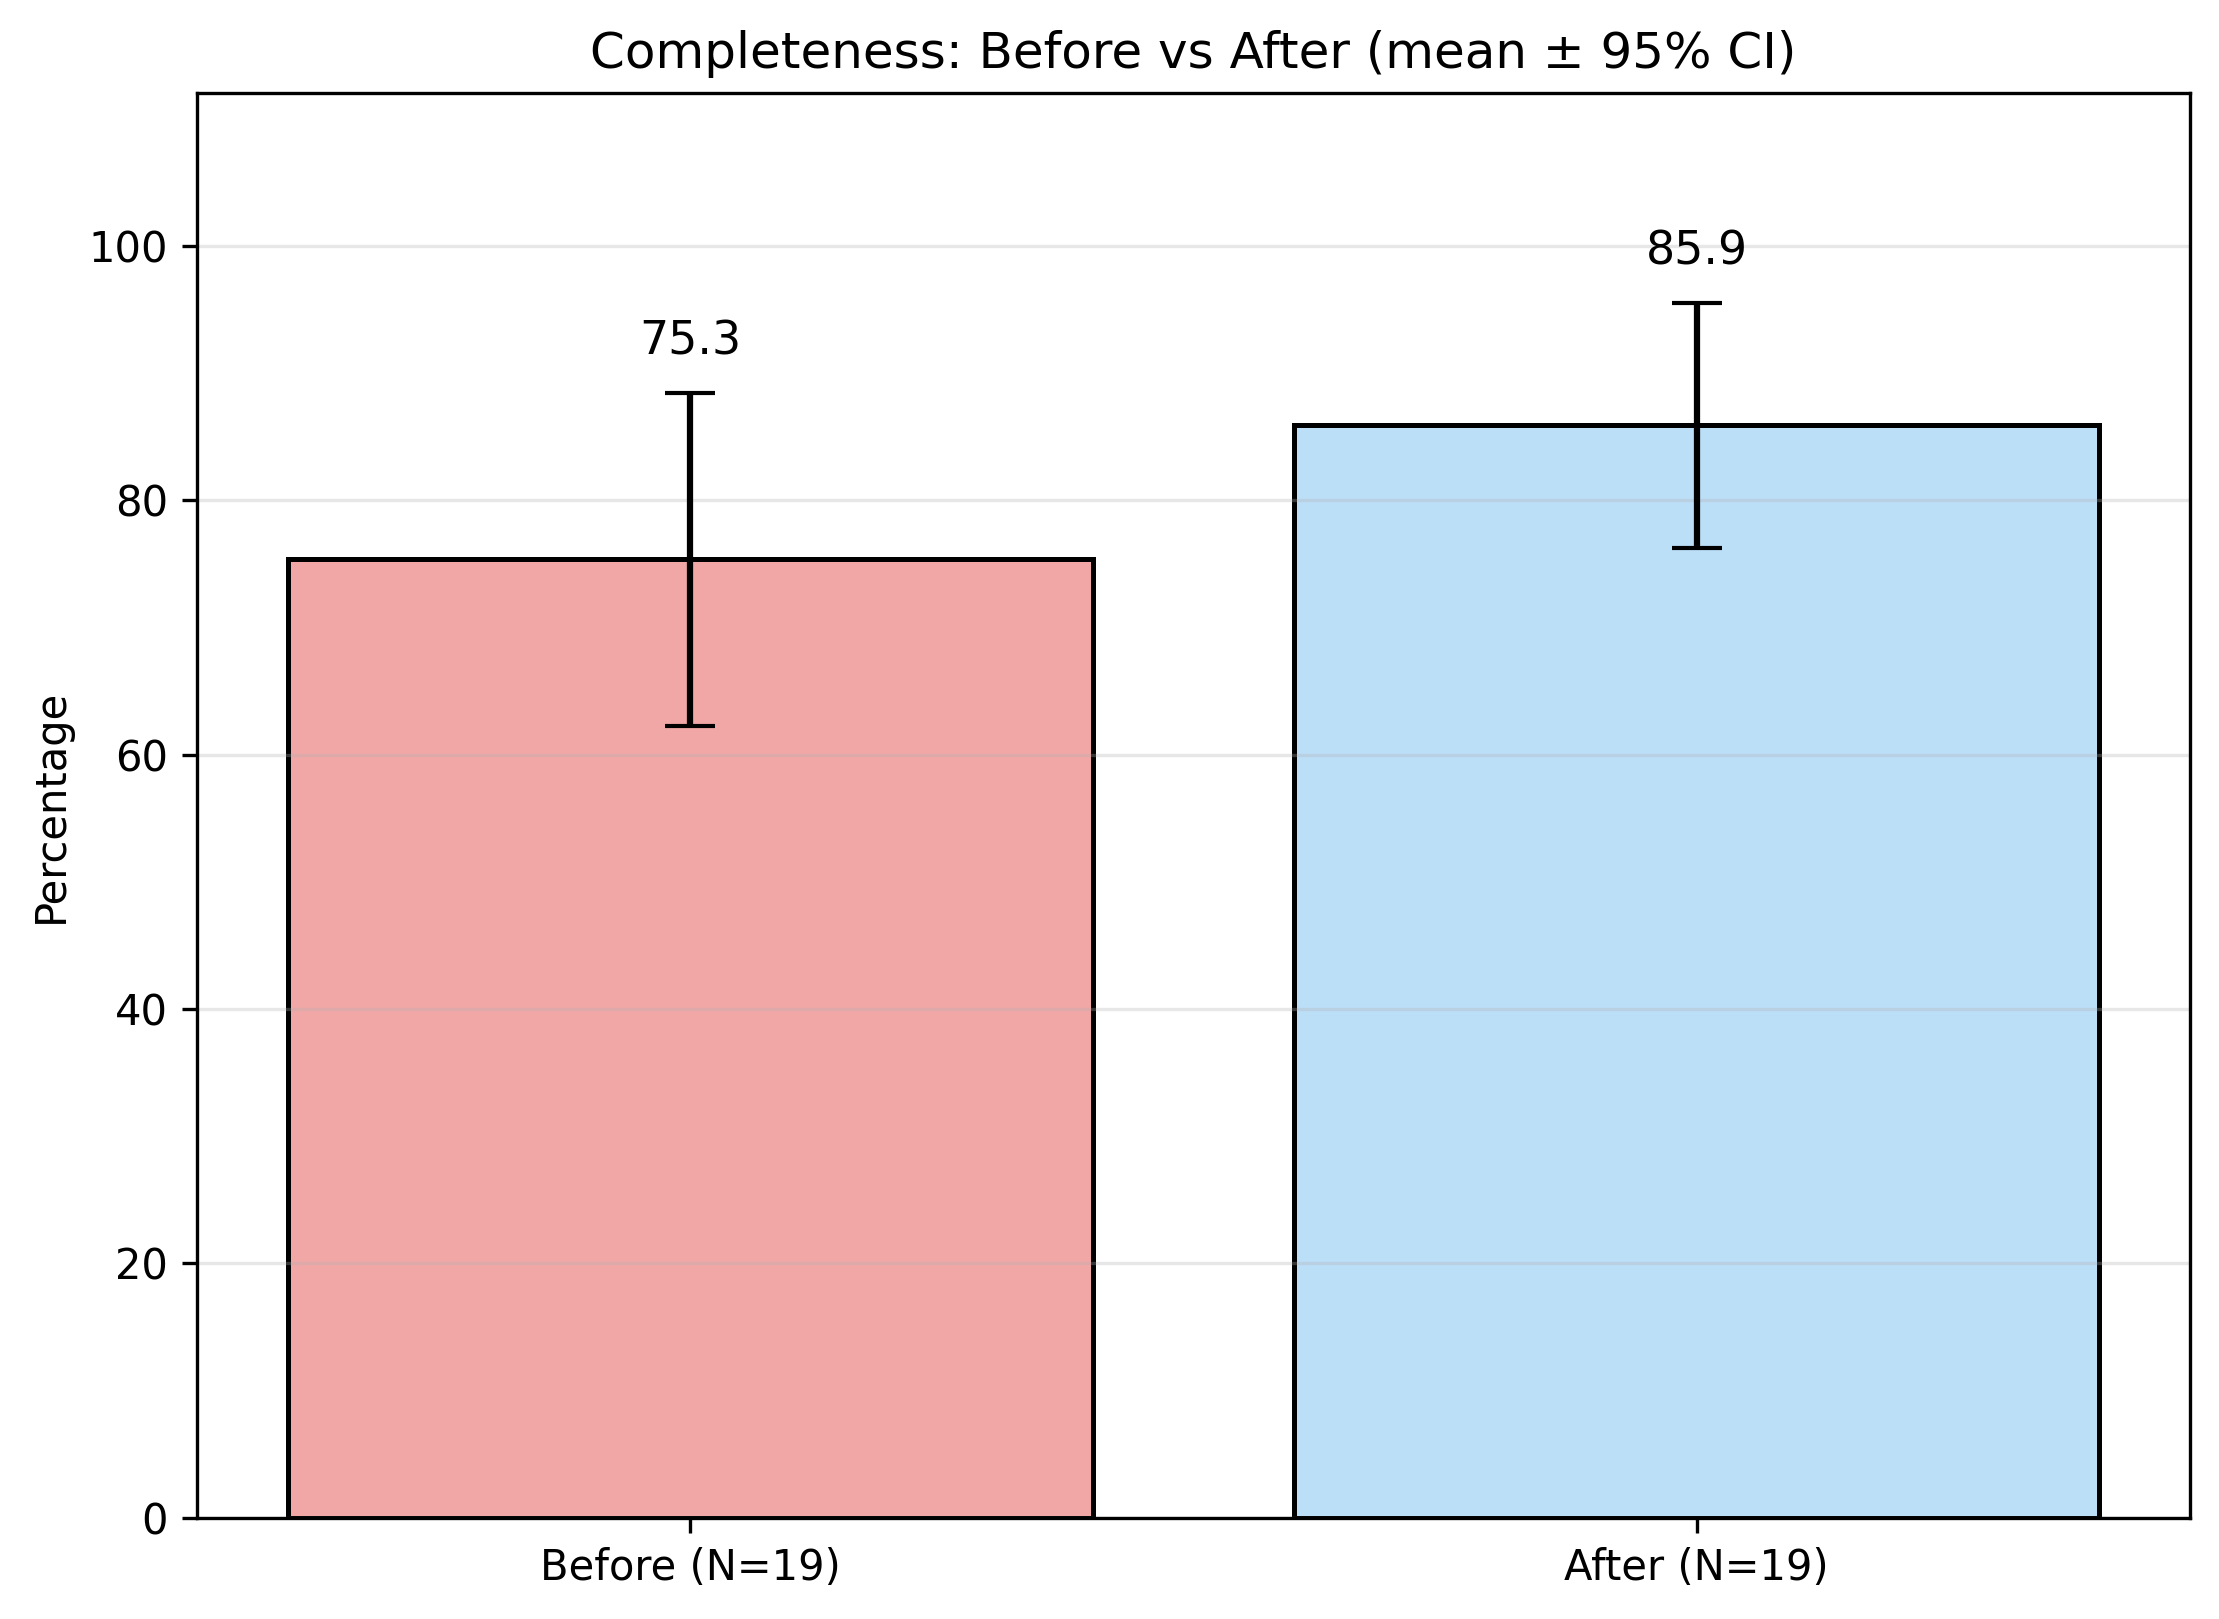 Completeness: Before vs After (mean ± 95% CI)
Percentage
100
80
60
40
20
0
75.3
85.9
Before (N=19)
After (N=19)